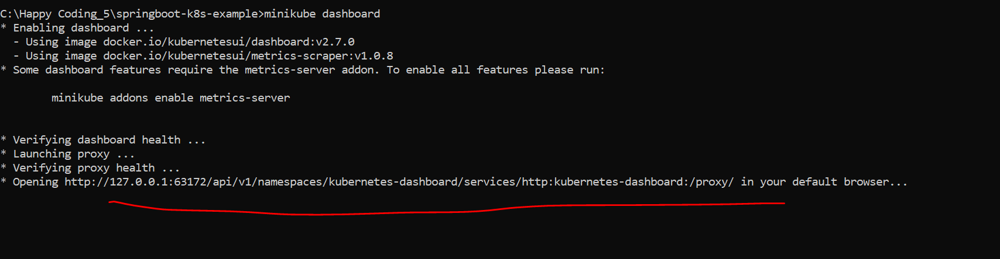 C:\Happy Coding_5\springboot-k8s-example>minikube dashboard
* Enabling dashboard ...
- Using image docker.io/kubernetesui/dashboard:v2.7.0
- Using image docker.io/kubernetesui/metrics-scraper:v1.0.8
* Some dashboard features require the metrics-server addon. To enable all features please run:
minikube addons enable metrics-server
* Verifying dashboard health ...
* Launching proxy ...
* Verifying proxy health ...
* Opening http://127.0.0.1:63172/api/v1/namespaces/kubernetes-dashboard/services/http:kubernetes-dashboard:/proxy/ in your default browser...